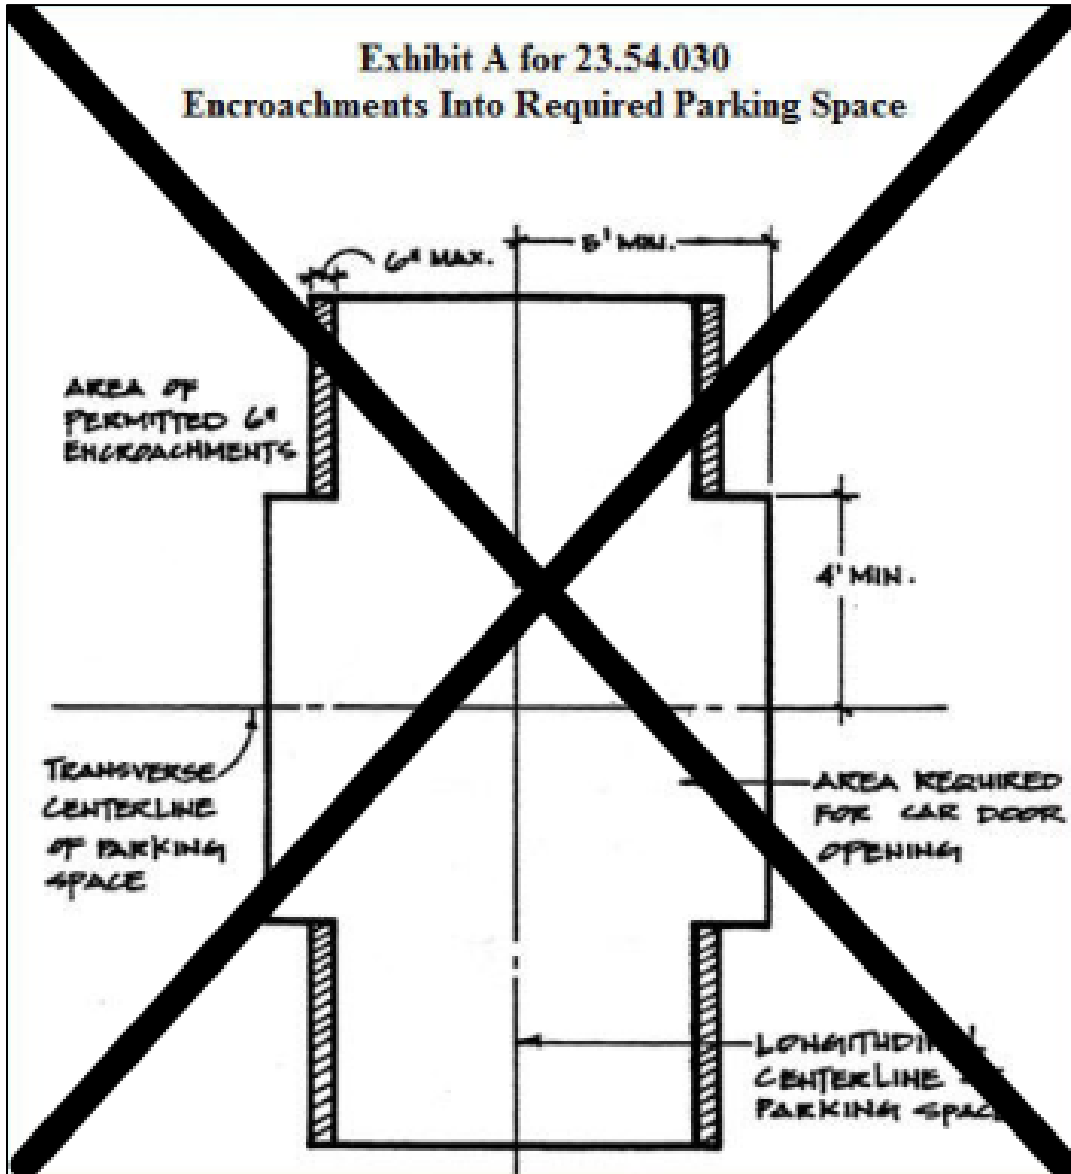 Exhibit A for 23.54.030
Encroachments Into Required Parking Space
6" MAX.
5' MIN.
AREA OF
PERMITTED 6"
ENCROACHMENTS
4' MIN.
TRANSVERSE
CENTERLINE
OF PARKING
SPACE
AREA REQUIRED
FOR CAR DOOR
OPENING
CENTERLINE
PARKING